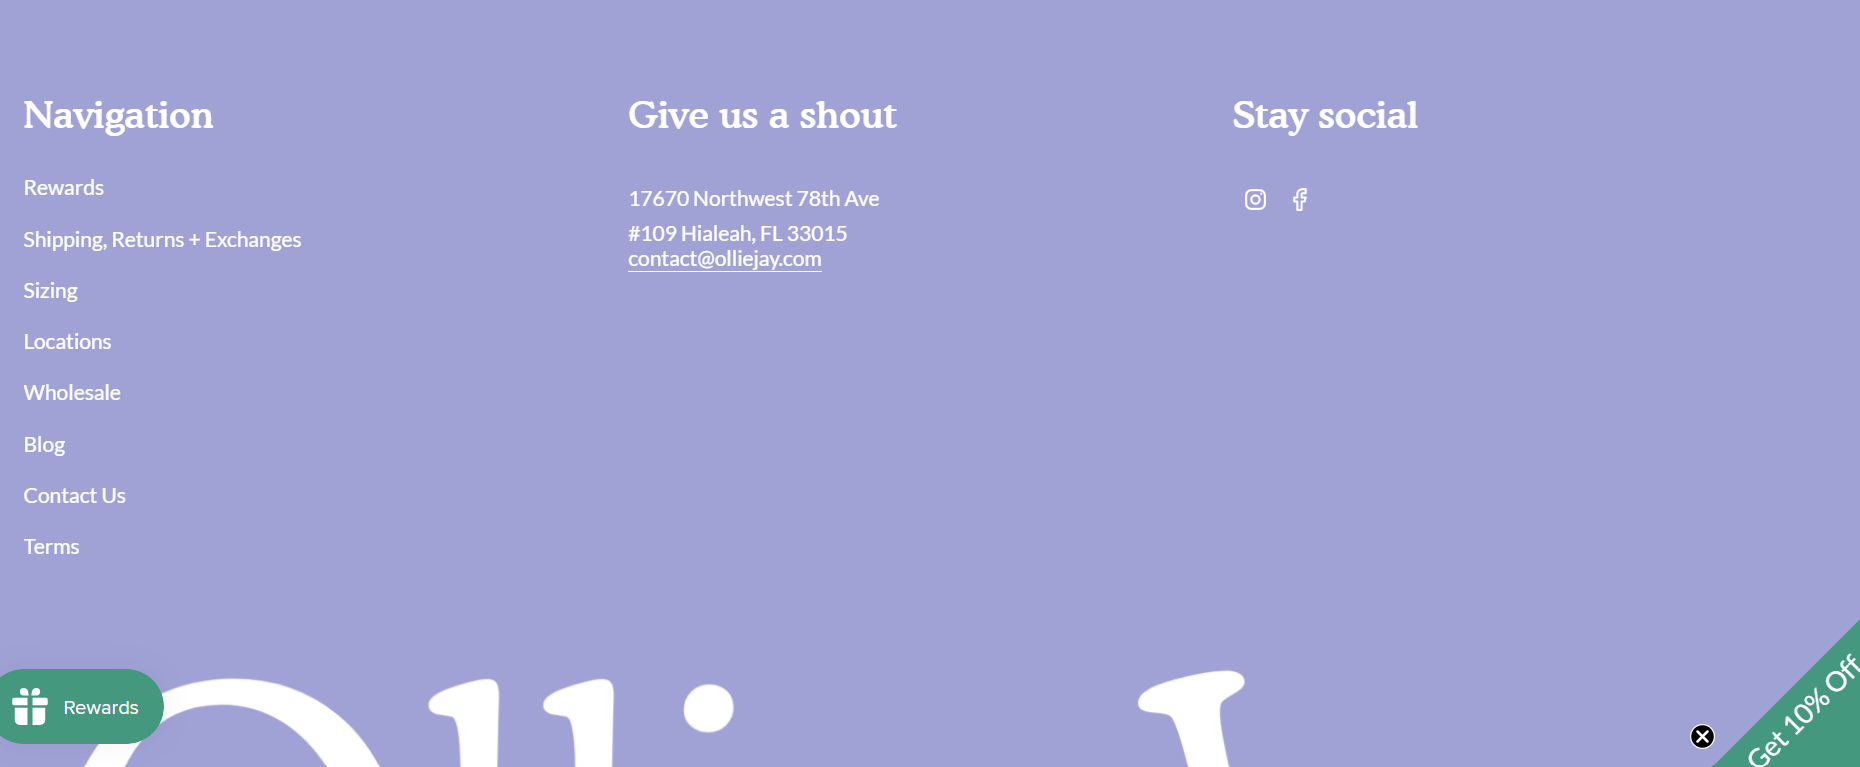 Navigation
Rewards
Shipping, Returns + Exchanges
Sizing
Locations
Wholesale
Blog
Contact Us
Terms
Give us a shout
17670 Northwest 78th Ave
#109 Hialeah, FL 33015
contact@olliejay.com
Stay social
Rewards
Get 10% Off